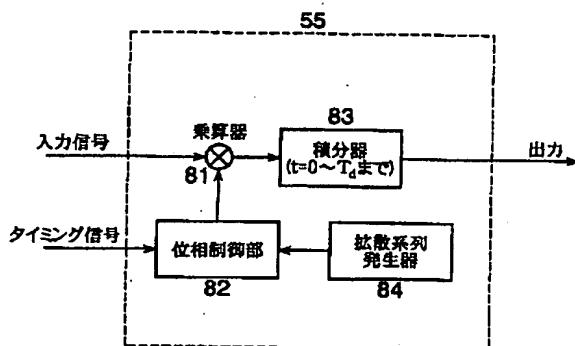 55
乗算器
83
入力信号
81
積分器
(t=0～Tdまで)
出力
タイミング信号
位相制御部
82
拡散系列
発生器
84